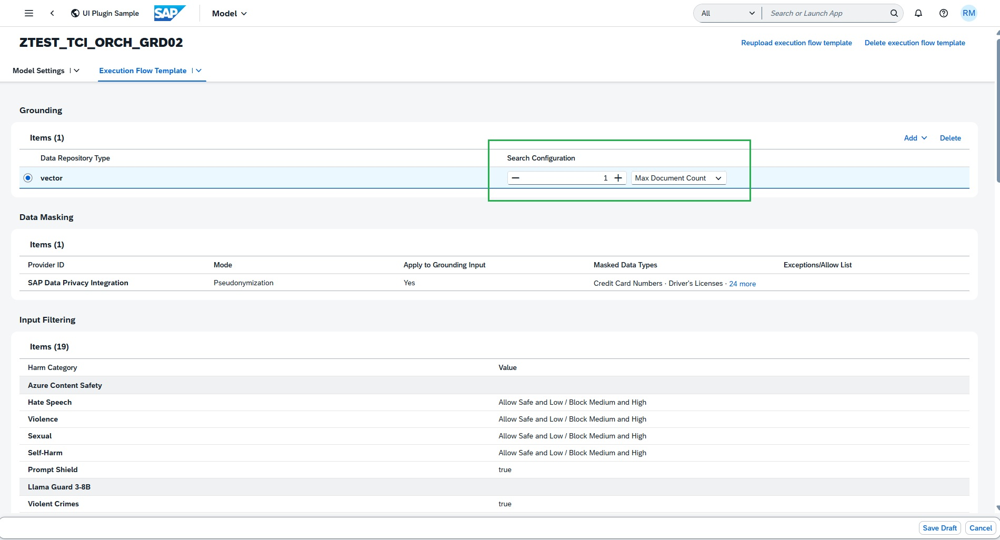 UI Plugin Sample SAP Model All Search or Launch App RM
ZTEST_TCI_ORCH_GRD02 Reupload execution flow template Delete execution flow template
Model Settings Execution Flow Template
Grounding
Items (1) Add Delete
Data Repository Type Search Configuration
vector 1 Max Document Count
Data Masking
Items (1)
Provider ID Mode Apply to Grounding Input Masked Data Types Exceptions/Allow List
SAP Data Privacy Integration Pseudonymization Yes Credit Card Numbers · Driver's Licenses · 24 more
Input Filtering
Items (19)
Harm Category Value
Azure Content Safety
Hate Speech Allow Safe and Low / Block Medium and High
Violence Allow Safe and Low / Block Medium and High
Sexual Allow Safe and Low / Block Medium and High
Self-Harm Allow Safe and Low / Block Medium and High
Prompt Shield true
Llama Guard 3-8B
Violent Crimes true
Save Draft Cancel